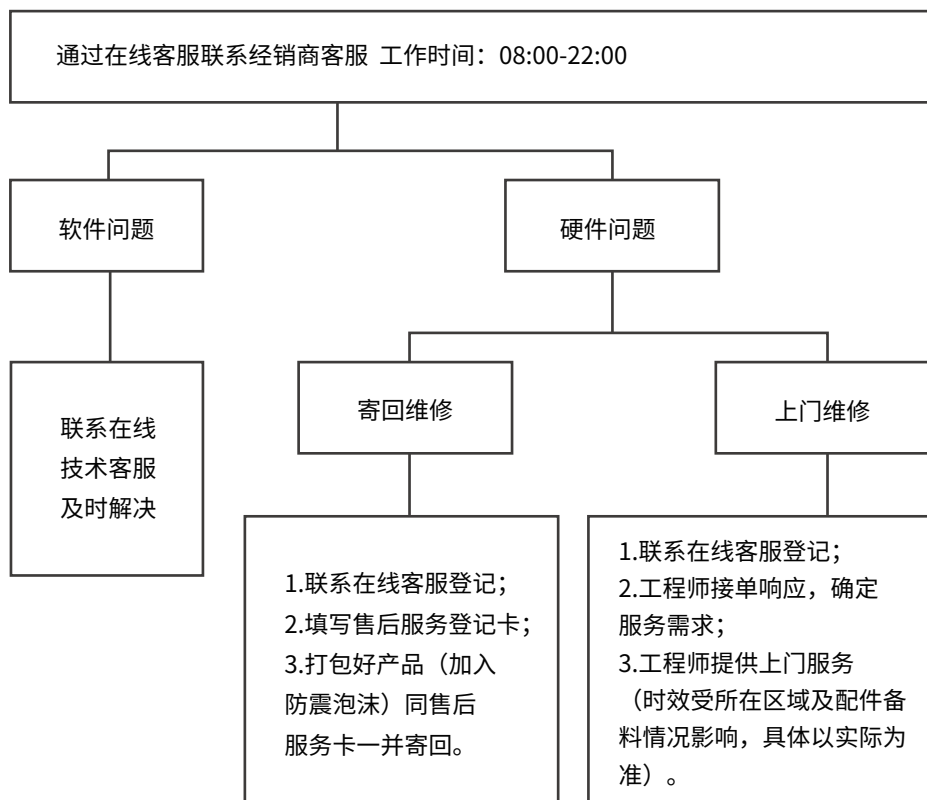 通过在线客服联系经销商客服 工作时间：08:00-22:00
软件问题
硬件问题
联系在线
技术客服
及时解决
寄回维修
上门维修
1.联系在线客服登记；
2.填写售后服务登记卡；
3.打包好产品（加入
防震泡沫）同售后
服务卡一并寄回。
1.联系在线客服登记；
2.工程师接单响应，确定
服务需求；
3.工程师提供上门服务
（时效受所在区域及配件备
料情况影响，具体以实际为
准）。